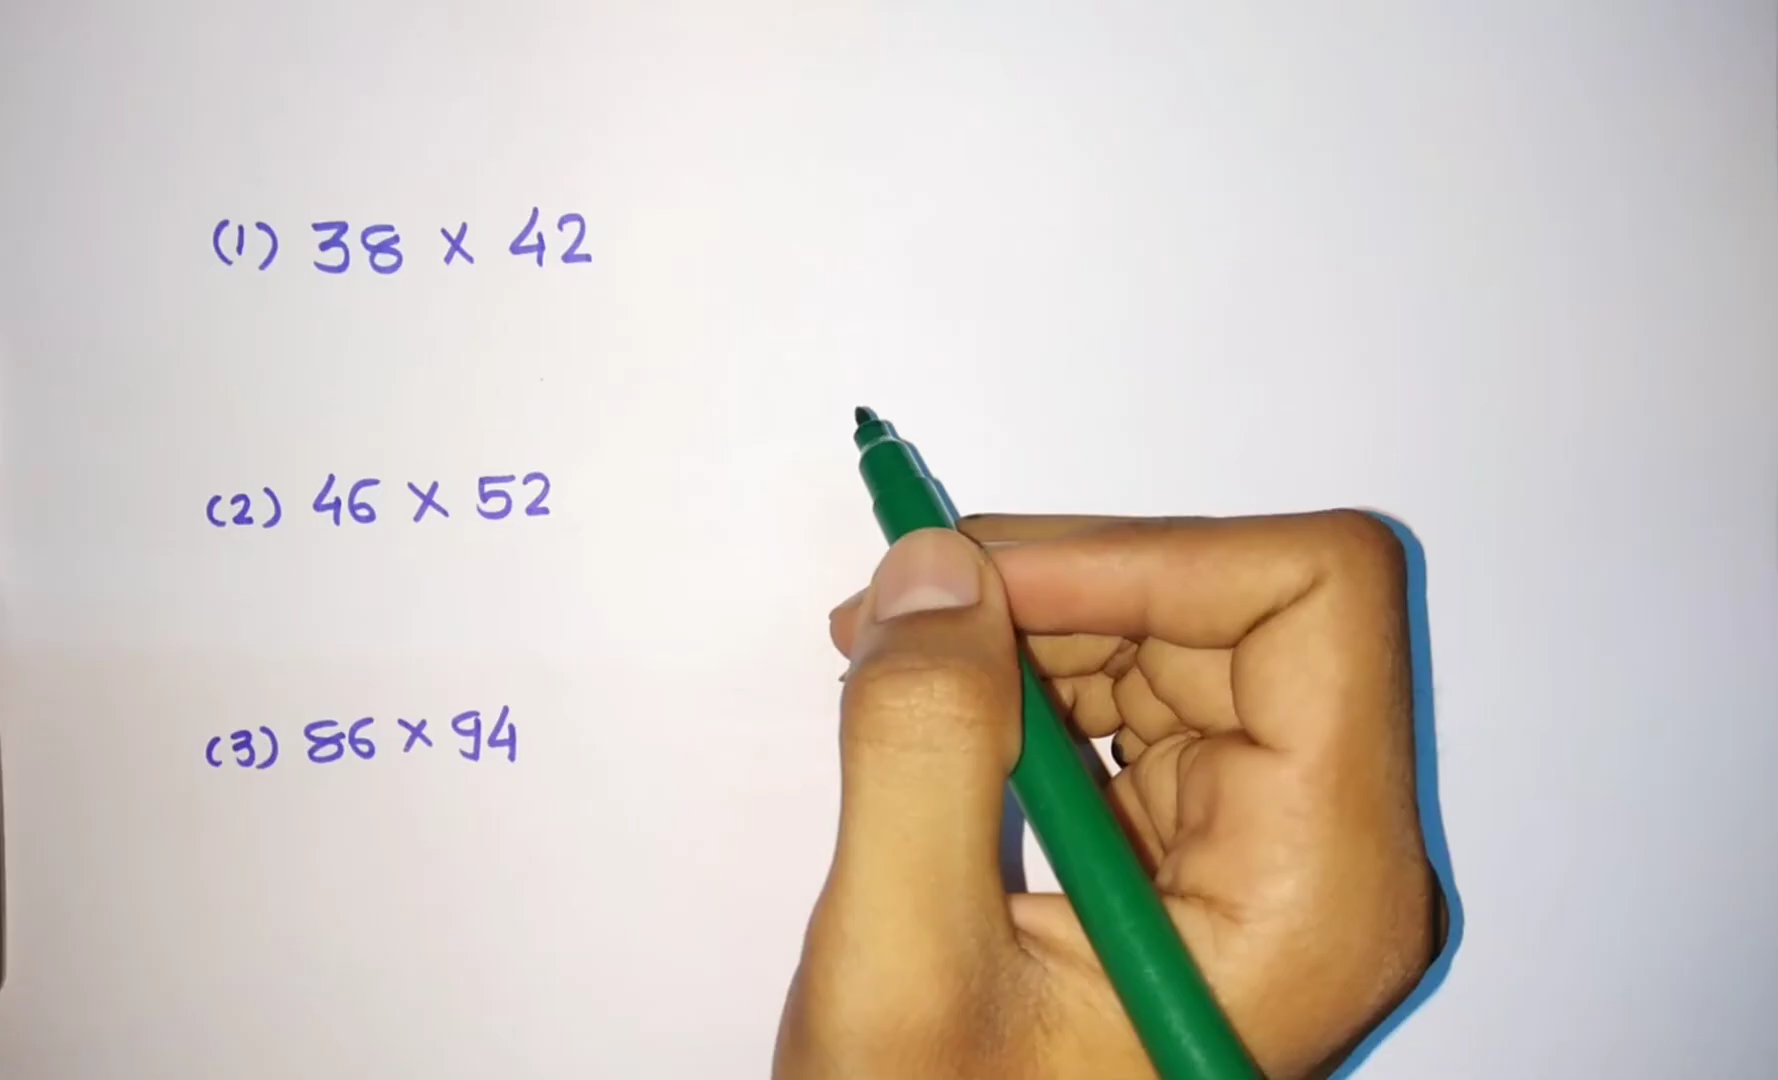 (1) 38 × 42
(2) 46 × 52
(3) 86 × 94